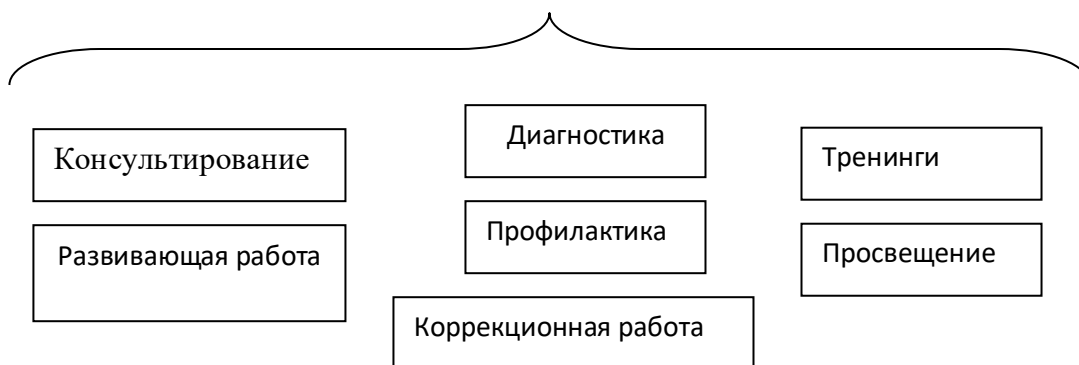 Консультирование
Развивающая работа
Диагностика
Профилактика
Коррекционная работа
Тренинги
Просвещение